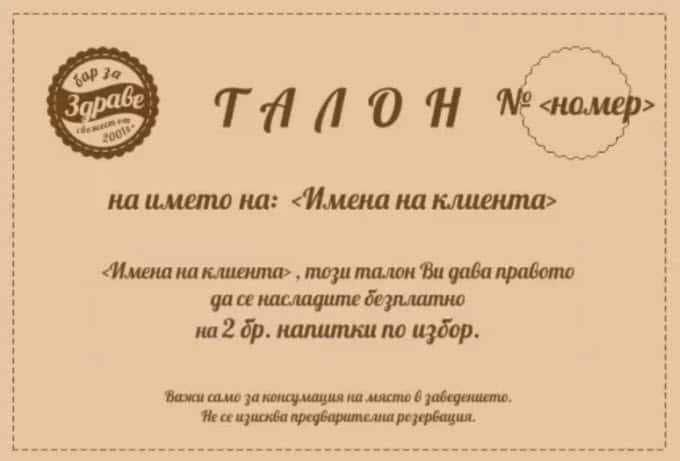 бар за
Здраве
свежест от
2001г.
ТАЛОН
№ <номер>
на името на: <Имена на клиента>
<Имена на клиента> , този талон Ви дава правото
да се насладите безплатно
на 2 бр. напитки по избор.
Важи само за консумация на място в заведението.
Не се изисква предварителна резервация.